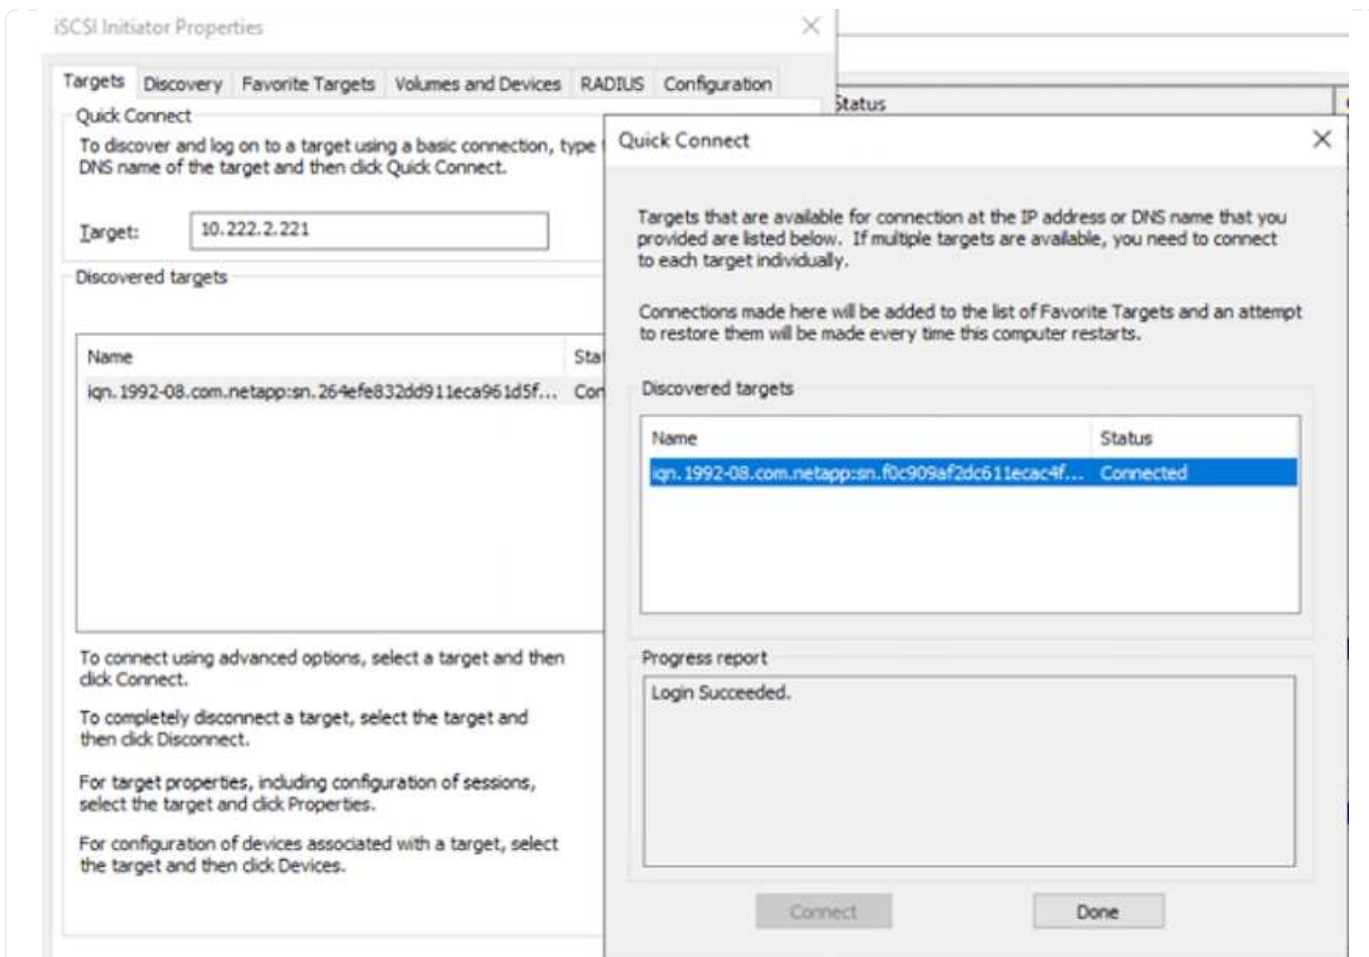 iSCSI Initiator Properties
Targets Discovery Favorite Targets Volumes and Devices RADIUS Configuration
Quick Connect
To discover and log on to a target using a basic connection, type
DNS name of the target and then click Quick Connect.
Target: 10.222.2.221
Discovered targets
Name
iqn.1992-08.com.netapp:sn.264efe832dd911eca961d5f...
To connect using advanced options, select a target and then
click Connect.
To completely disconnect a target, select the target and
then click Disconnect.
For target properties, including configuration of sessions,
select the target and click Properties.
For configuration of devices associated with a target, select
the target and then click Devices.
Status
Quick Connect
Targets that are available for connection at the IP address or DNS name that you
provided are listed below. If multiple targets are available, you need to connect
to each target individually.
Connections made here will be added to the list of Favorite Targets and an attempt
to restore them will be made every time this computer restarts.
Discovered targets
Name Status
iqn.1992-08.com.netapp:sn.f0c909af2dc611ecac4f... Connected
Progress report
Login Succeeded.
Connect Done